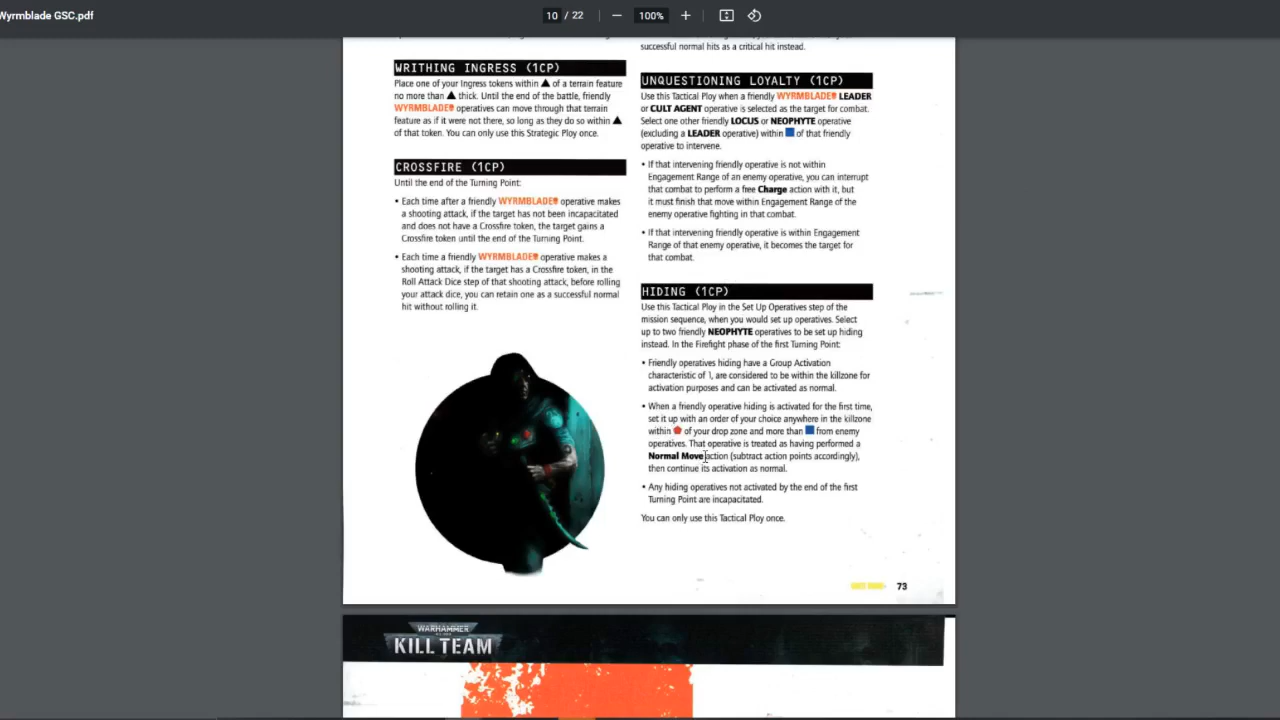 Wyrmblade GSC.pdf
10 / 22
100%
WRITHING INGRESS (1CP)
Place one of your Ingress tokens within ▲ of a terrain feature
no more than ▲ thick. Until the end of the battle, friendly
WYRMBLADE operatives can move through that terrain
feature as if it were not there, so long as they do so within ▲
of that token. You can only use this Strategic Ploy once.
CROSSFIRE (1CP)
Until the end of the Turning Point:
• Each time after a friendly WYRMBLADE operative makes
a shooting attack, if the target has not been incapacitated
and does not have a Crossfire token, the target gains a
Crossfire token until the end of the Turning Point.
• Each time a friendly WYRMBLADE operative makes a
shooting attack, if the target has a Crossfire token, in the
Roll Attack Dice step of that shooting attack, before rolling
your attack dice, you can retain one as a successful normal
hit without rolling it.
successful normal hits as a critical hit instead.
UNQUESTIONING LOYALTY (1CP)
Use this Tactical Ploy when a friendly WYRMBLADE LEADER
or CULT AGENT operative is selected as the target for combat.
Select one other friendly LOCUS or NEOPHYTE operative
(excluding a LEADER operative) within ■ of that friendly
operative to intervene.
• If that intervening friendly operative is not within
Engagement Range of an enemy operative, you can interrupt
that combat to perform a free Charge action with it, but
it must finish that move within Engagement Range of the
enemy operative fighting in that combat.
• If that intervening friendly operative is within Engagement
Range of that enemy operative, it becomes the target for
that combat.
HIDING (1CP)
Use this Tactical Ploy in the Set Up Operatives step of the
mission sequence, when you would set up operatives. Select
up to two friendly NEOPHYTE operatives to be set up hiding
instead. In the Firefight phase of the first Turning Point:
• Friendly operatives hiding have a Group Activation
characteristic of 1, are considered to be within the killzone for
activation purposes and can be activated as normal.
• When a friendly operative hiding is activated for the first time,
set it up with an order of your choice anywhere in the killzone
within ⬟ of your drop zone and more than ■ from enemy
operatives. That operative is treated as having performed a
Normal Move action (subtract action points accordingly),
then continue its activation as normal.
• Any hiding operatives not activated by the end of the first
Turning Point are incapacitated.
You can only use this Tactical Ploy once.
73
WARHAMMER
KILL TEAM